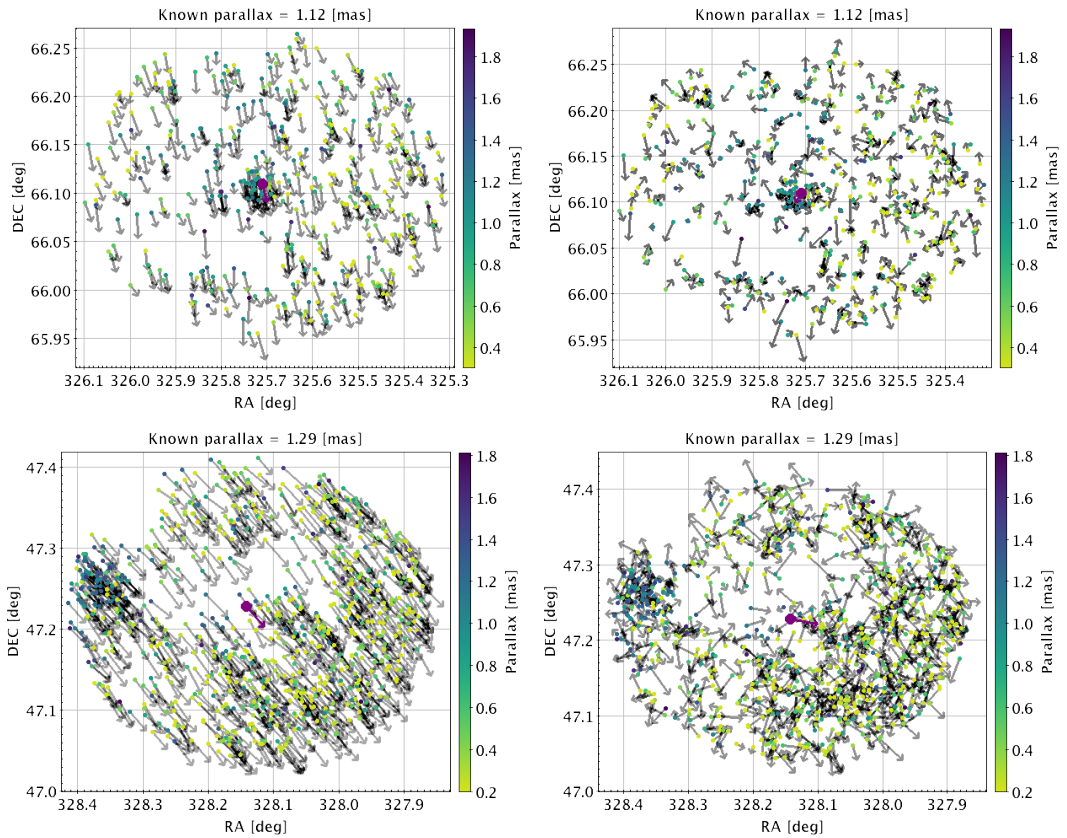 Known parallax = 1.12 [mas]
66.25
66.20
66.15
66.10
66.05
66.00
65.95
DEC [deg]
326.1 326.0 325.9 325.8 325.7 325.6 325.5 325.4 325.3
RA [deg]
1.8
1.6
1.4
1.2
1.0
0.8
0.6
0.4
Parallax [mas]
Known parallax = 1.12 [mas]
66.25
66.20
66.15
66.10
66.05
66.00
65.95
DEC [deg]
326.1 326.0 325.9 325.8 325.7 325.6 325.5 325.4
RA [deg]
1.8
1.6
1.4
1.2
1.0
0.8
0.6
0.4
Parallax [mas]
Known parallax = 1.29 [mas]
47.4
47.3
47.2
47.1
47.0
DEC [deg]
328.4 328.3 328.2 328.1 328.0 327.9
RA [deg]
1.8
1.6
1.4
1.2
1.0
0.8
0.6
0.4
0.2
Parallax [mas]
Known parallax = 1.29 [mas]
47.4
47.3
47.2
47.1
47.0
DEC [deg]
328.4 328.3 328.2 328.1 328.0 327.9
RA [deg]
1.8
1.6
1.4
1.2
1.0
0.8
0.6
0.4
0.2
Parallax [mas]